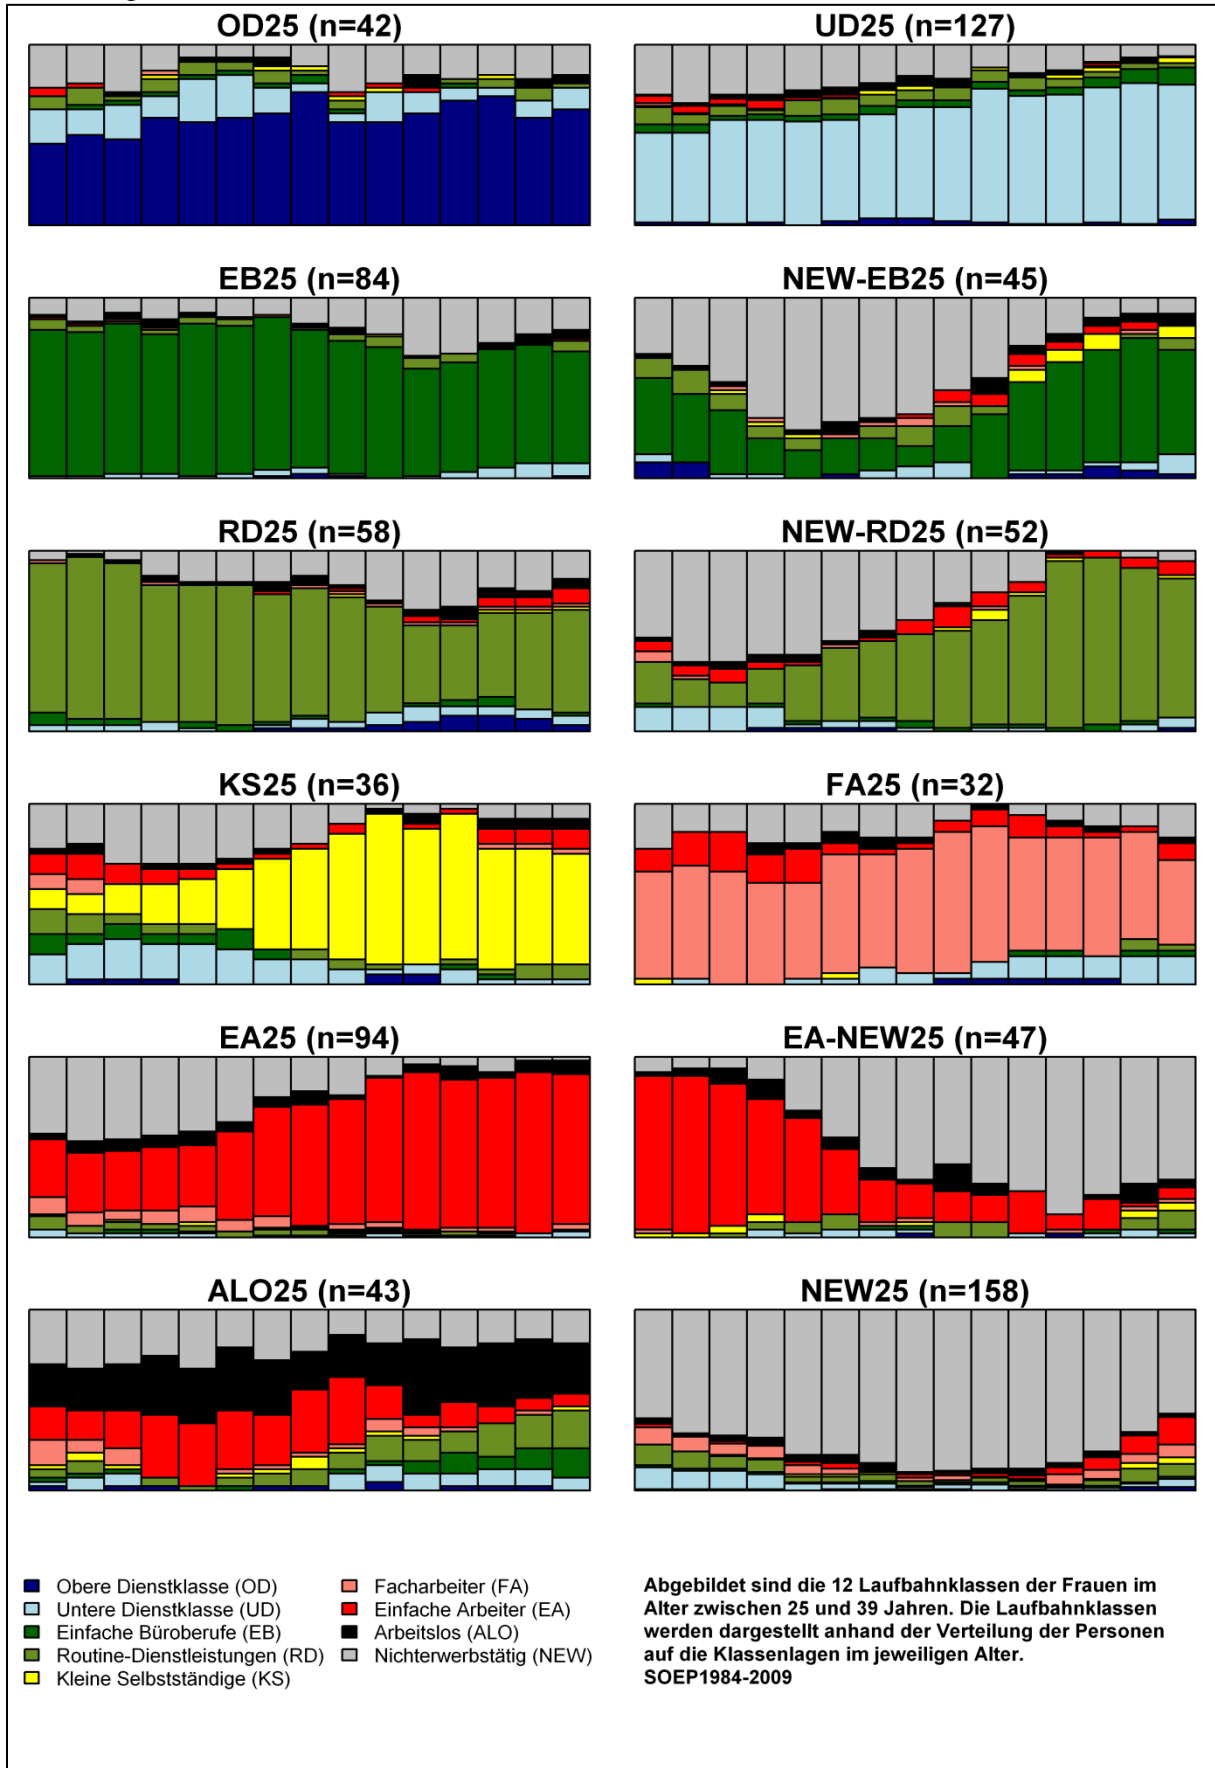 OD25 (n=42)
UD25 (n=127)
EB25 (n=84)
NEW-EB25 (n=45)
RD25 (n=58)
NEW-RD25 (n=52)
KS25 (n=36)
FA25 (n=32)
EA25 (n=94)
EA-NEW25 (n=47)
ALO25 (n=43)
NEW25 (n=158)
Obere Dienstklasse (OD)
Untere Dienstklasse (UD)
Einfache Büroberufe (EB)
Routine-Dienstleistungen (RD)
Kleine Selbstständige (KS)
Facharbeiter (FA)
Einfache Arbeiter (EA)
Arbeitslos (ALO)
Nichterwerbstätig (NEW)
Abgebildet sind die 12 Laufbahnklassen der Frauen im
Alter zwischen 25 und 39 Jahren. Die Laufbahnklassen
werden dargestellt anhand der Verteilung der Personen
auf die Klassenlagen im jeweiligen Alter.
SOEP1984-2009